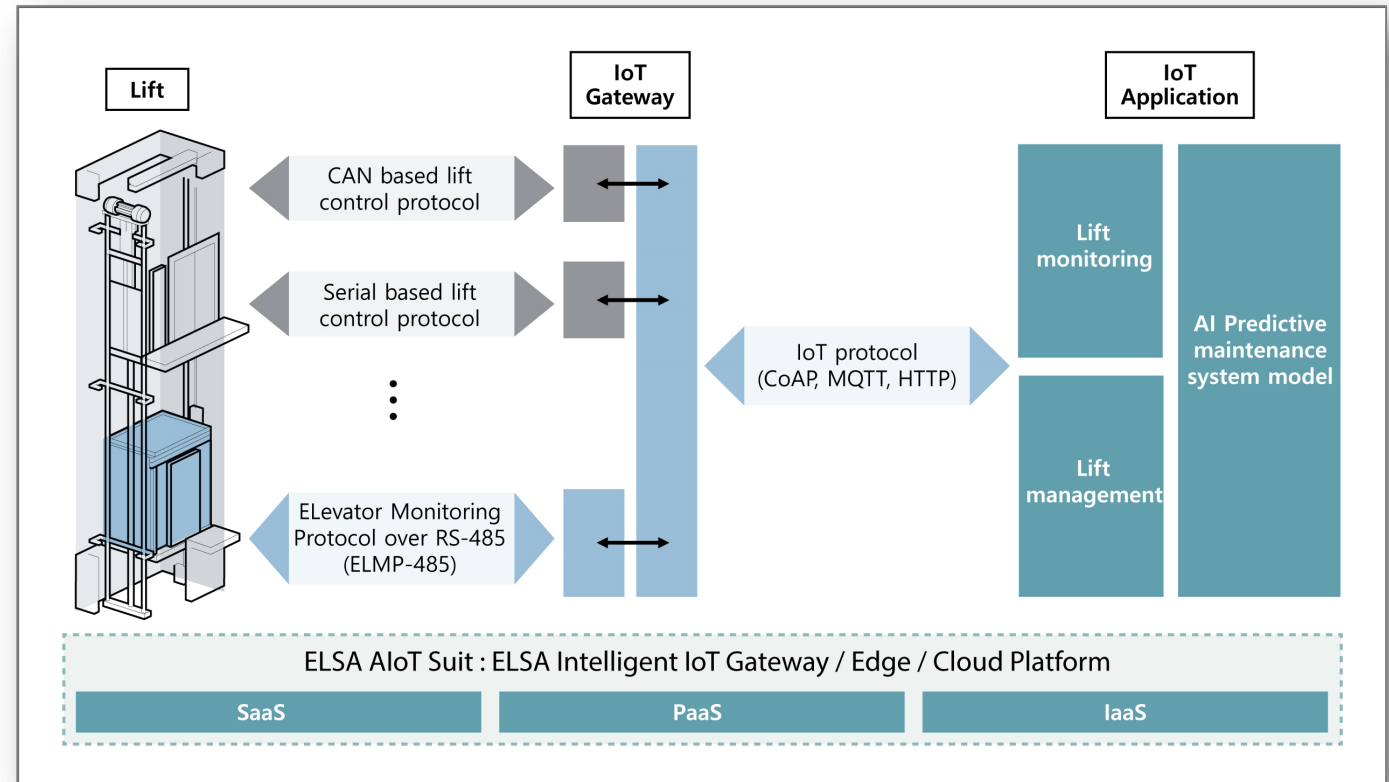 Lift
IoT
Gateway
IoT
Application
CAN based lift
control protocol
Serial based lift
control protocol
ELevator Monitoring
Protocol over RS-485
(ELMP-485)
IoT protocol
(CoAP, MQTT, HTTP)
Lift
monitoring
Lift
management
AI Predictive
maintenance
system model
ELSA AIoT Suit : ELSA Intelligent IoT Gateway / Edge / Cloud Platform
SaaS
PaaS
IaaS